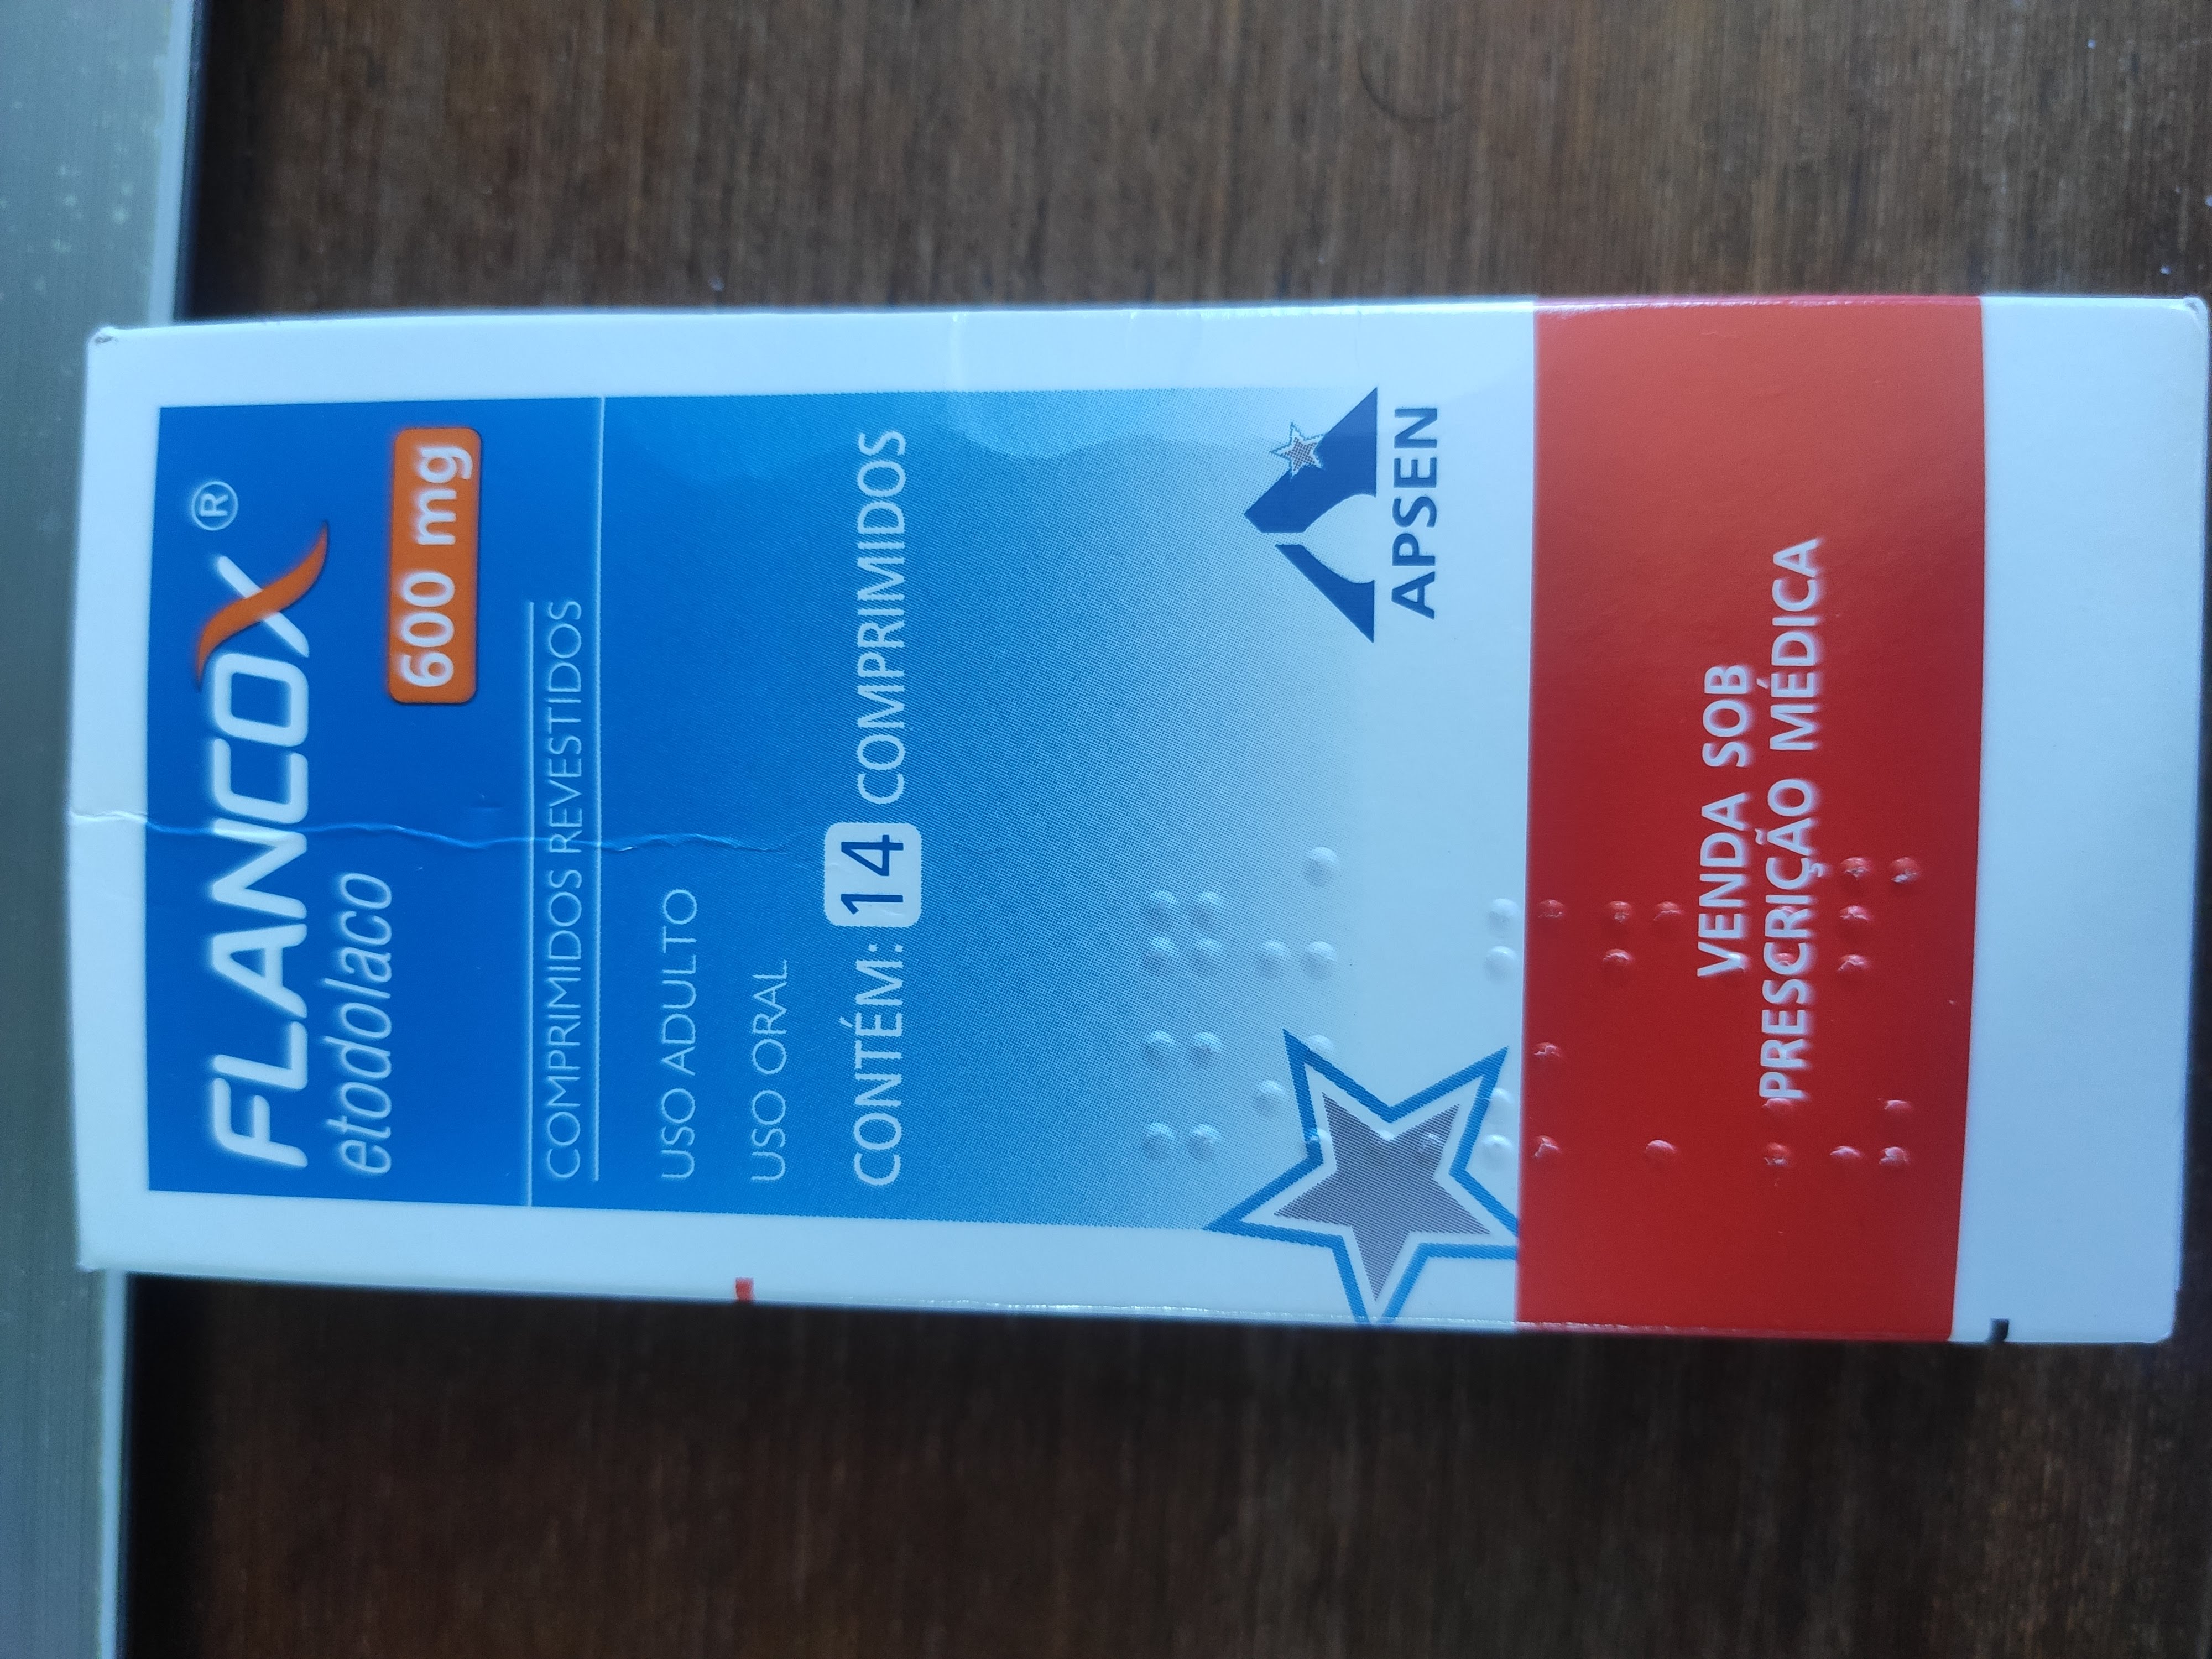 FLANCOX®
etodolaco
600 mg
COMPRIMIDOS REVESTIDOS
USO ADULTO
USO ORAL
CONTÉM: 14 COMPRIMIDOS
APSEN
VENDA SOB
PRESCRIÇÃO MÉDICA